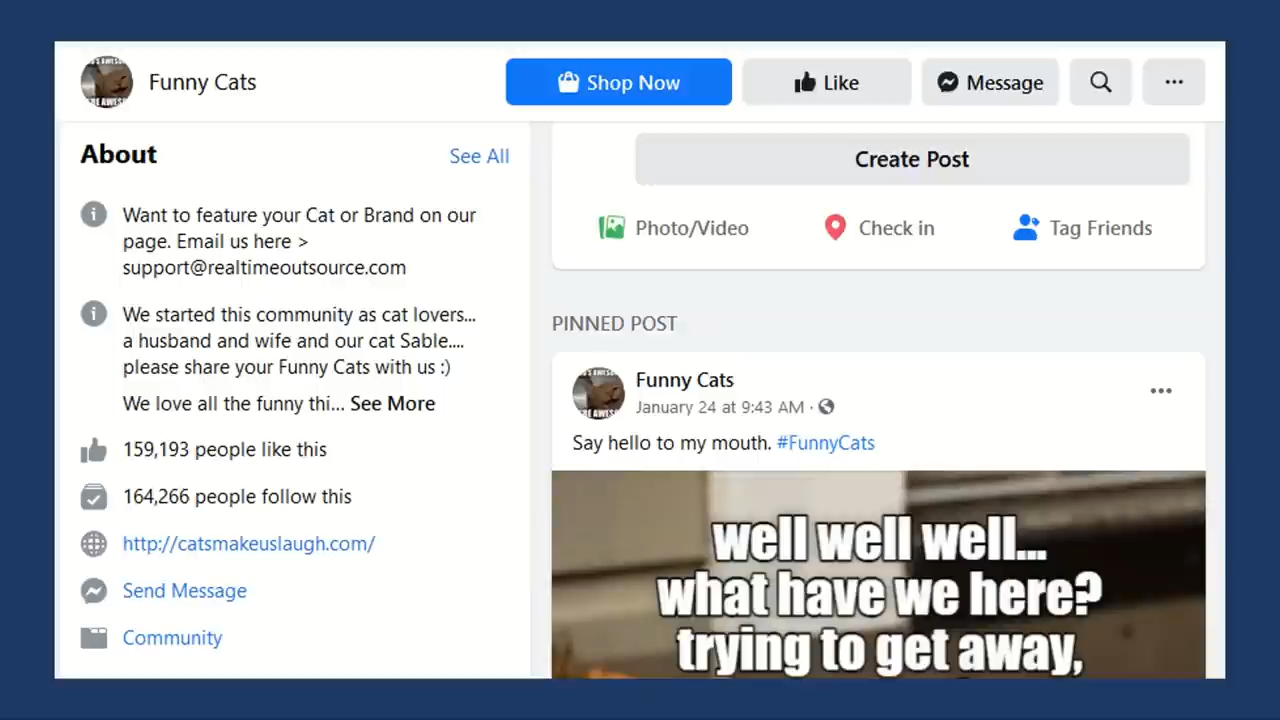 Funny Cats
Shop Now
Like
Message
About
See All
Want to feature your Cat or Brand on our
page. Email us here >
support@realtimeoutsource.com
We started this community as cat lovers...
a husband and wife and our cat Sable....
please share your Funny Cats with us :)
We love all the funny thi... See More
159,193 people like this
164,266 people follow this
http://catsmakeuslaugh.com/
Send Message
Community
Create Post
Photo/Video
Check in
Tag Friends
PINNED POST
Funny Cats
January 24 at 9:43 AM ·
Say hello to my mouth. #FunnyCats
well well well...
what have we here?
trying to get away,